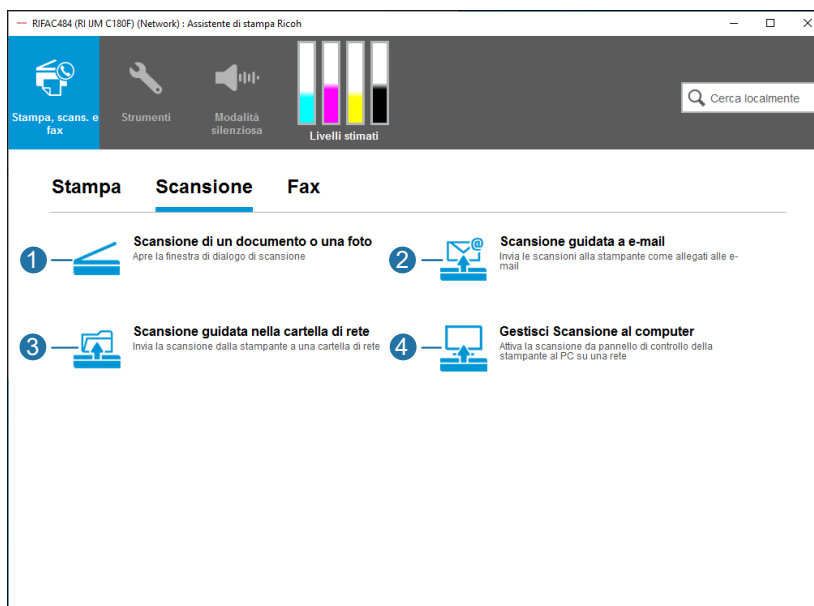 RIFAC484 (RI IJM C180F) (Network) : Assistente di stampa Ricoh
Stampa, scans. e
fax
Strumenti
Modalità
silenziosa
Livelli stimati
Cerca localmente
Stampa Scansione Fax
1
Scansione di un documento o una foto
Apre la finestra di dialogo di scansione
2
Scansione guidata a e-mail
Invia le scansioni alla stampante come allegati alle e-
mail
3
Scansione guidata nella cartella di rete
Invia la scansione dalla stampante a una cartella di rete
4
Gestisci Scansione al computer
Attiva la scansione da pannello di controllo della
stampante al PC su una rete